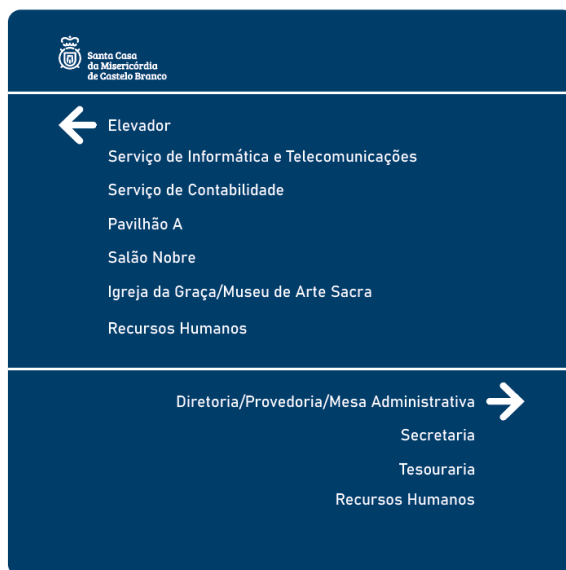 Santa Casa
da Misericórdia
de Castelo Branco
Elevador
Serviço de Informática e Telecomunicações
Serviço de Contabilidade
Pavilhão A
Salão Nobre
Igreja da Graça/Museu de Arte Sacra
Recursos Humanos
Diretoria/Provedoria/Mesa Administrativa
Secretaria
Tesouraria
Recursos Humanos